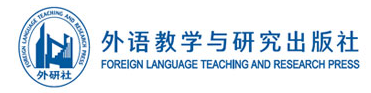 FOREIGN LANGUAGE TEACHING AND RESEARCH PRESS
外研社
外语教学与研究出版社
FOREIGN LANGUAGE TEACHING AND RESEARCH PRESS